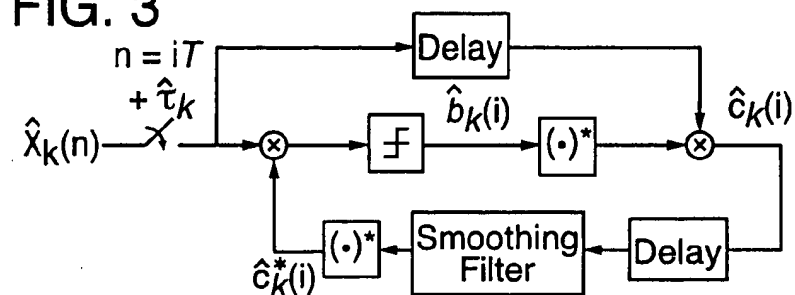 FIG. 3
n = iT
+ τ̂k
Delay
x̂k(n)
b̂k(i)
(·)*
ĉk(i)
ĉ*k(i)
(·)*
Smoothing
Filter
Delay